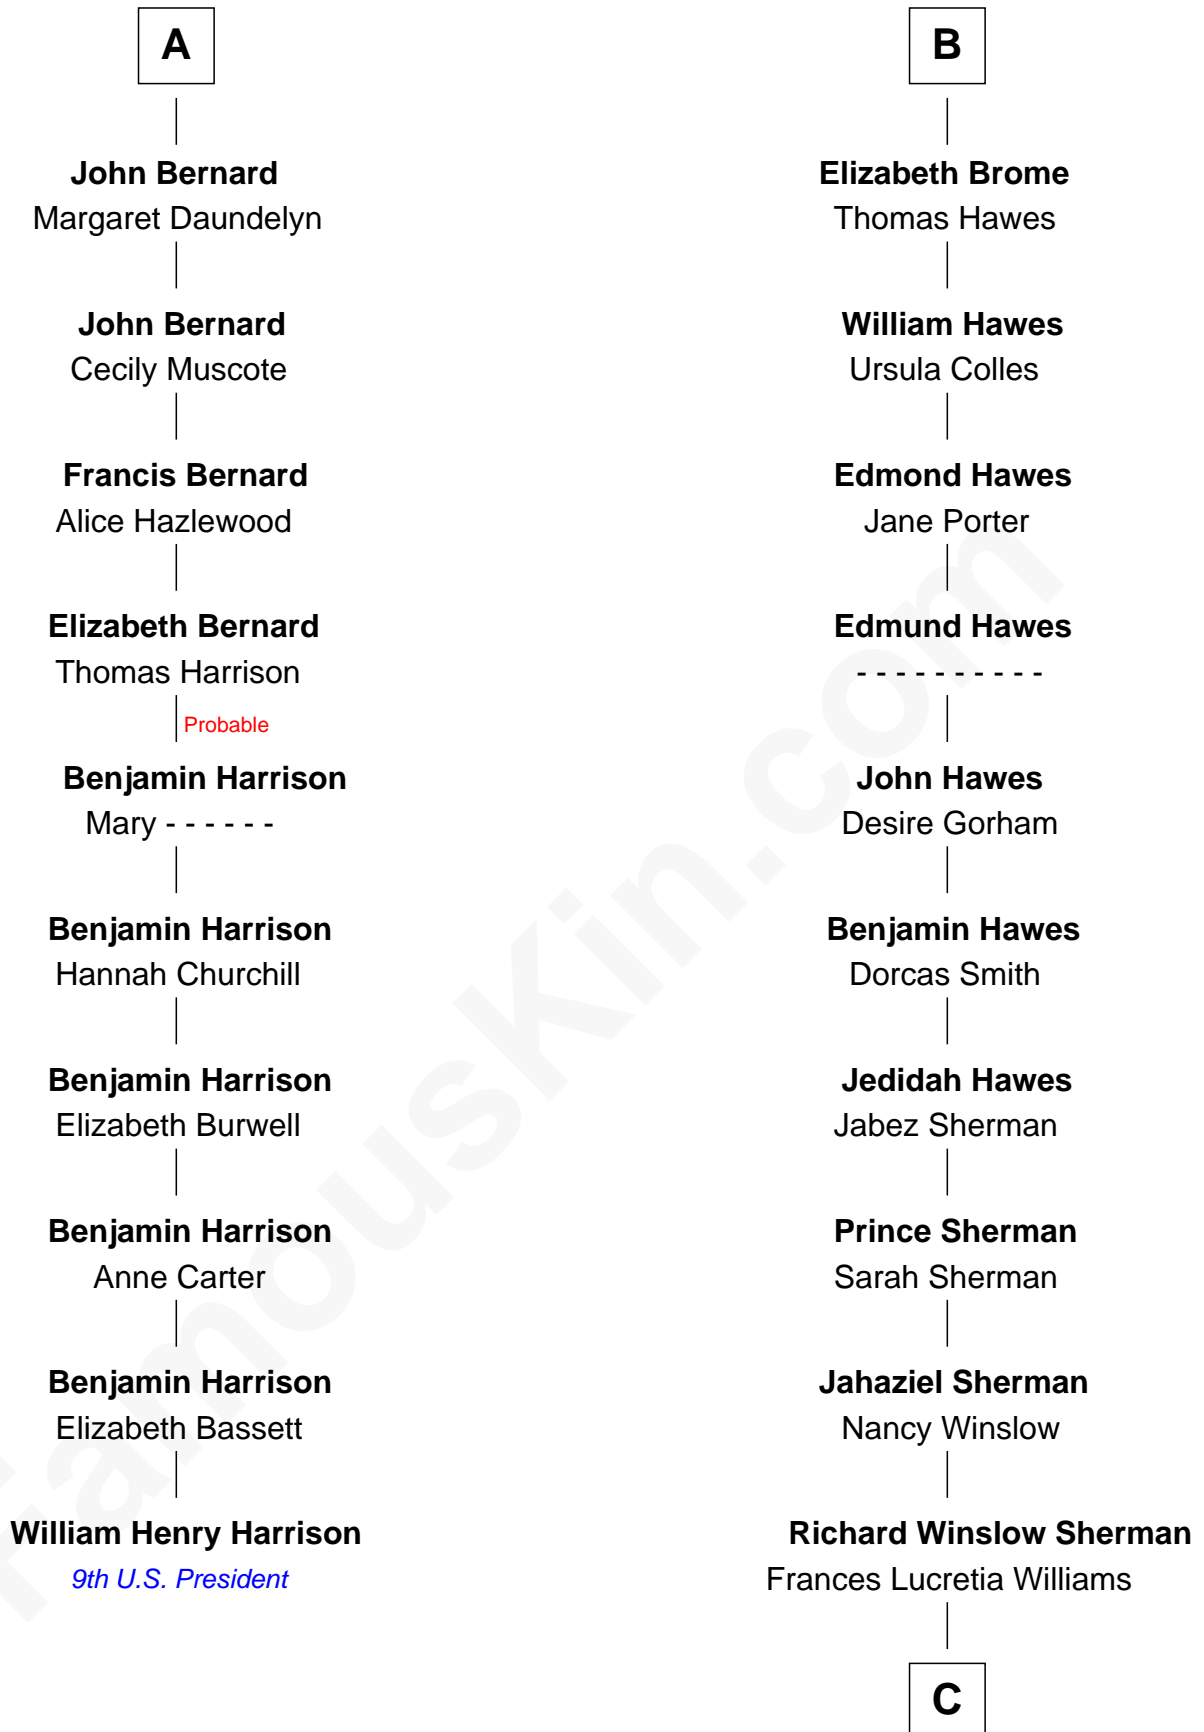 A
John Bernard
Margaret Daundelyn
John Bernard
Cecily Muscote
Francis Bernard
Alice Hazlewood
Elizabeth Bernard
Thomas Harrison
Probable
Benjamin Harrison
Mary - - - - - -
Benjamin Harrison
Hannah Churchill
Benjamin Harrison
Elizabeth Burwell
Benjamin Harrison
Anne Carter
Benjamin Harrison
Elizabeth Bassett
William Henry Harrison
9th U.S. President
B
Elizabeth Brome
Thomas Hawes
William Hawes
Ursula Colles
Edmond Hawes
Jane Porter
Edmund Hawes
- - - - - - - - - -
John Hawes
Desire Gorham
Benjamin Hawes
Dorcas Smith
Jedidah Hawes
Jabez Sherman
Prince Sherman
Sarah Sherman
Jahaziel Sherman
Nancy Winslow
Richard Winslow Sherman
Frances Lucretia Williams
C
FamousKin.com